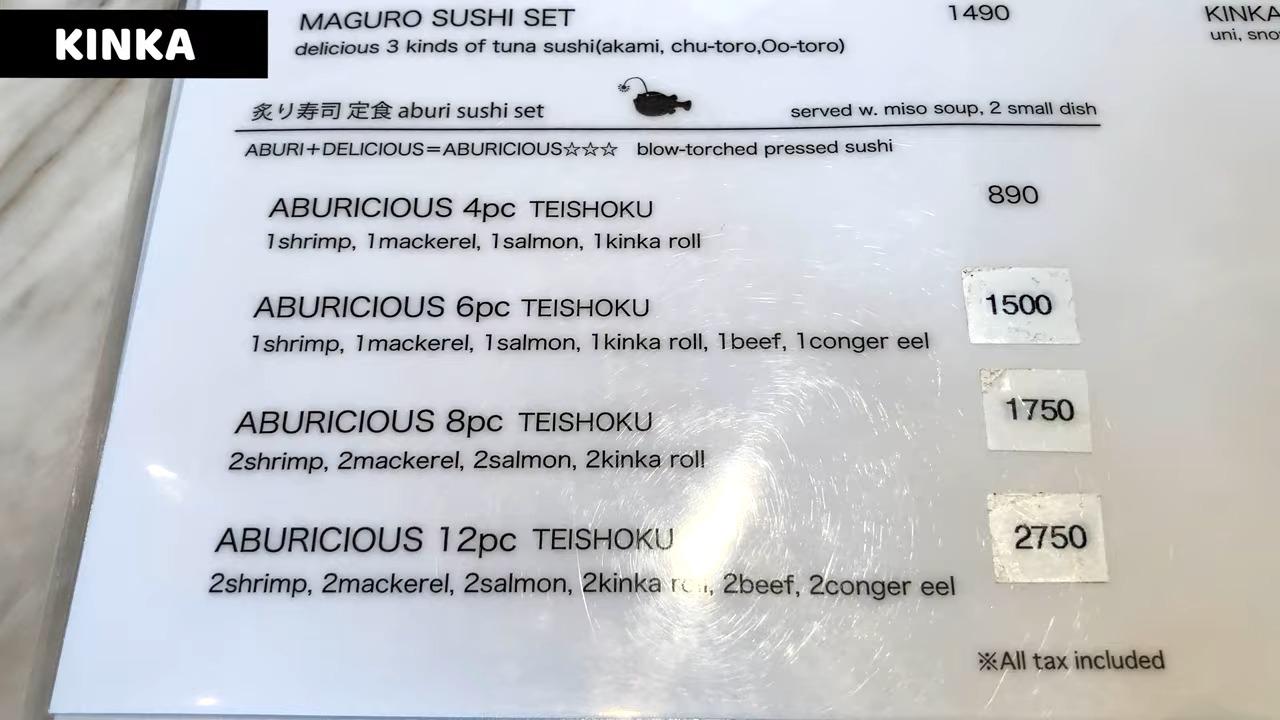 KINKA
MAGURO SUSHI SET 1490
delicious 3 kinds of tuna sushi(akami, chu-toro,Oo-toro)
KINKA
uni,
炙り寿司 定食 aburi sushi set served w. miso soup, 2 small dish
ABURI+DELICIOUS=ABURICIOUS☆☆☆ blow-torched pressed sushi
ABURICIOUS 4pc TEISHOKU 890
1shrimp, 1mackerel, 1salmon, 1kinka roll
ABURICIOUS 6pc TEISHOKU 1500
1shrimp, 1mackerel, 1salmon, 1kinka roll, 1beef, 1conger eel
ABURICIOUS 8pc TEISHOKU 1750
2shrimp, 2mackerel, 2salmon, 2kinka roll
ABURICIOUS 12pc TEISHOKU 2750
2shrimp, 2mackerel, 2salmon, 2kinka roll, 2beef, 2conger eel
※All tax included